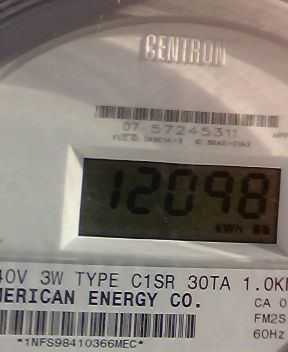 CENTRON
07 57245311
12098
kWh
40V 3W TYPE C1SR 30TA 1.0K
MERICAN ENERGY CO.
CA 0
FM2S
60Hz
*1NFS98410366MEC*